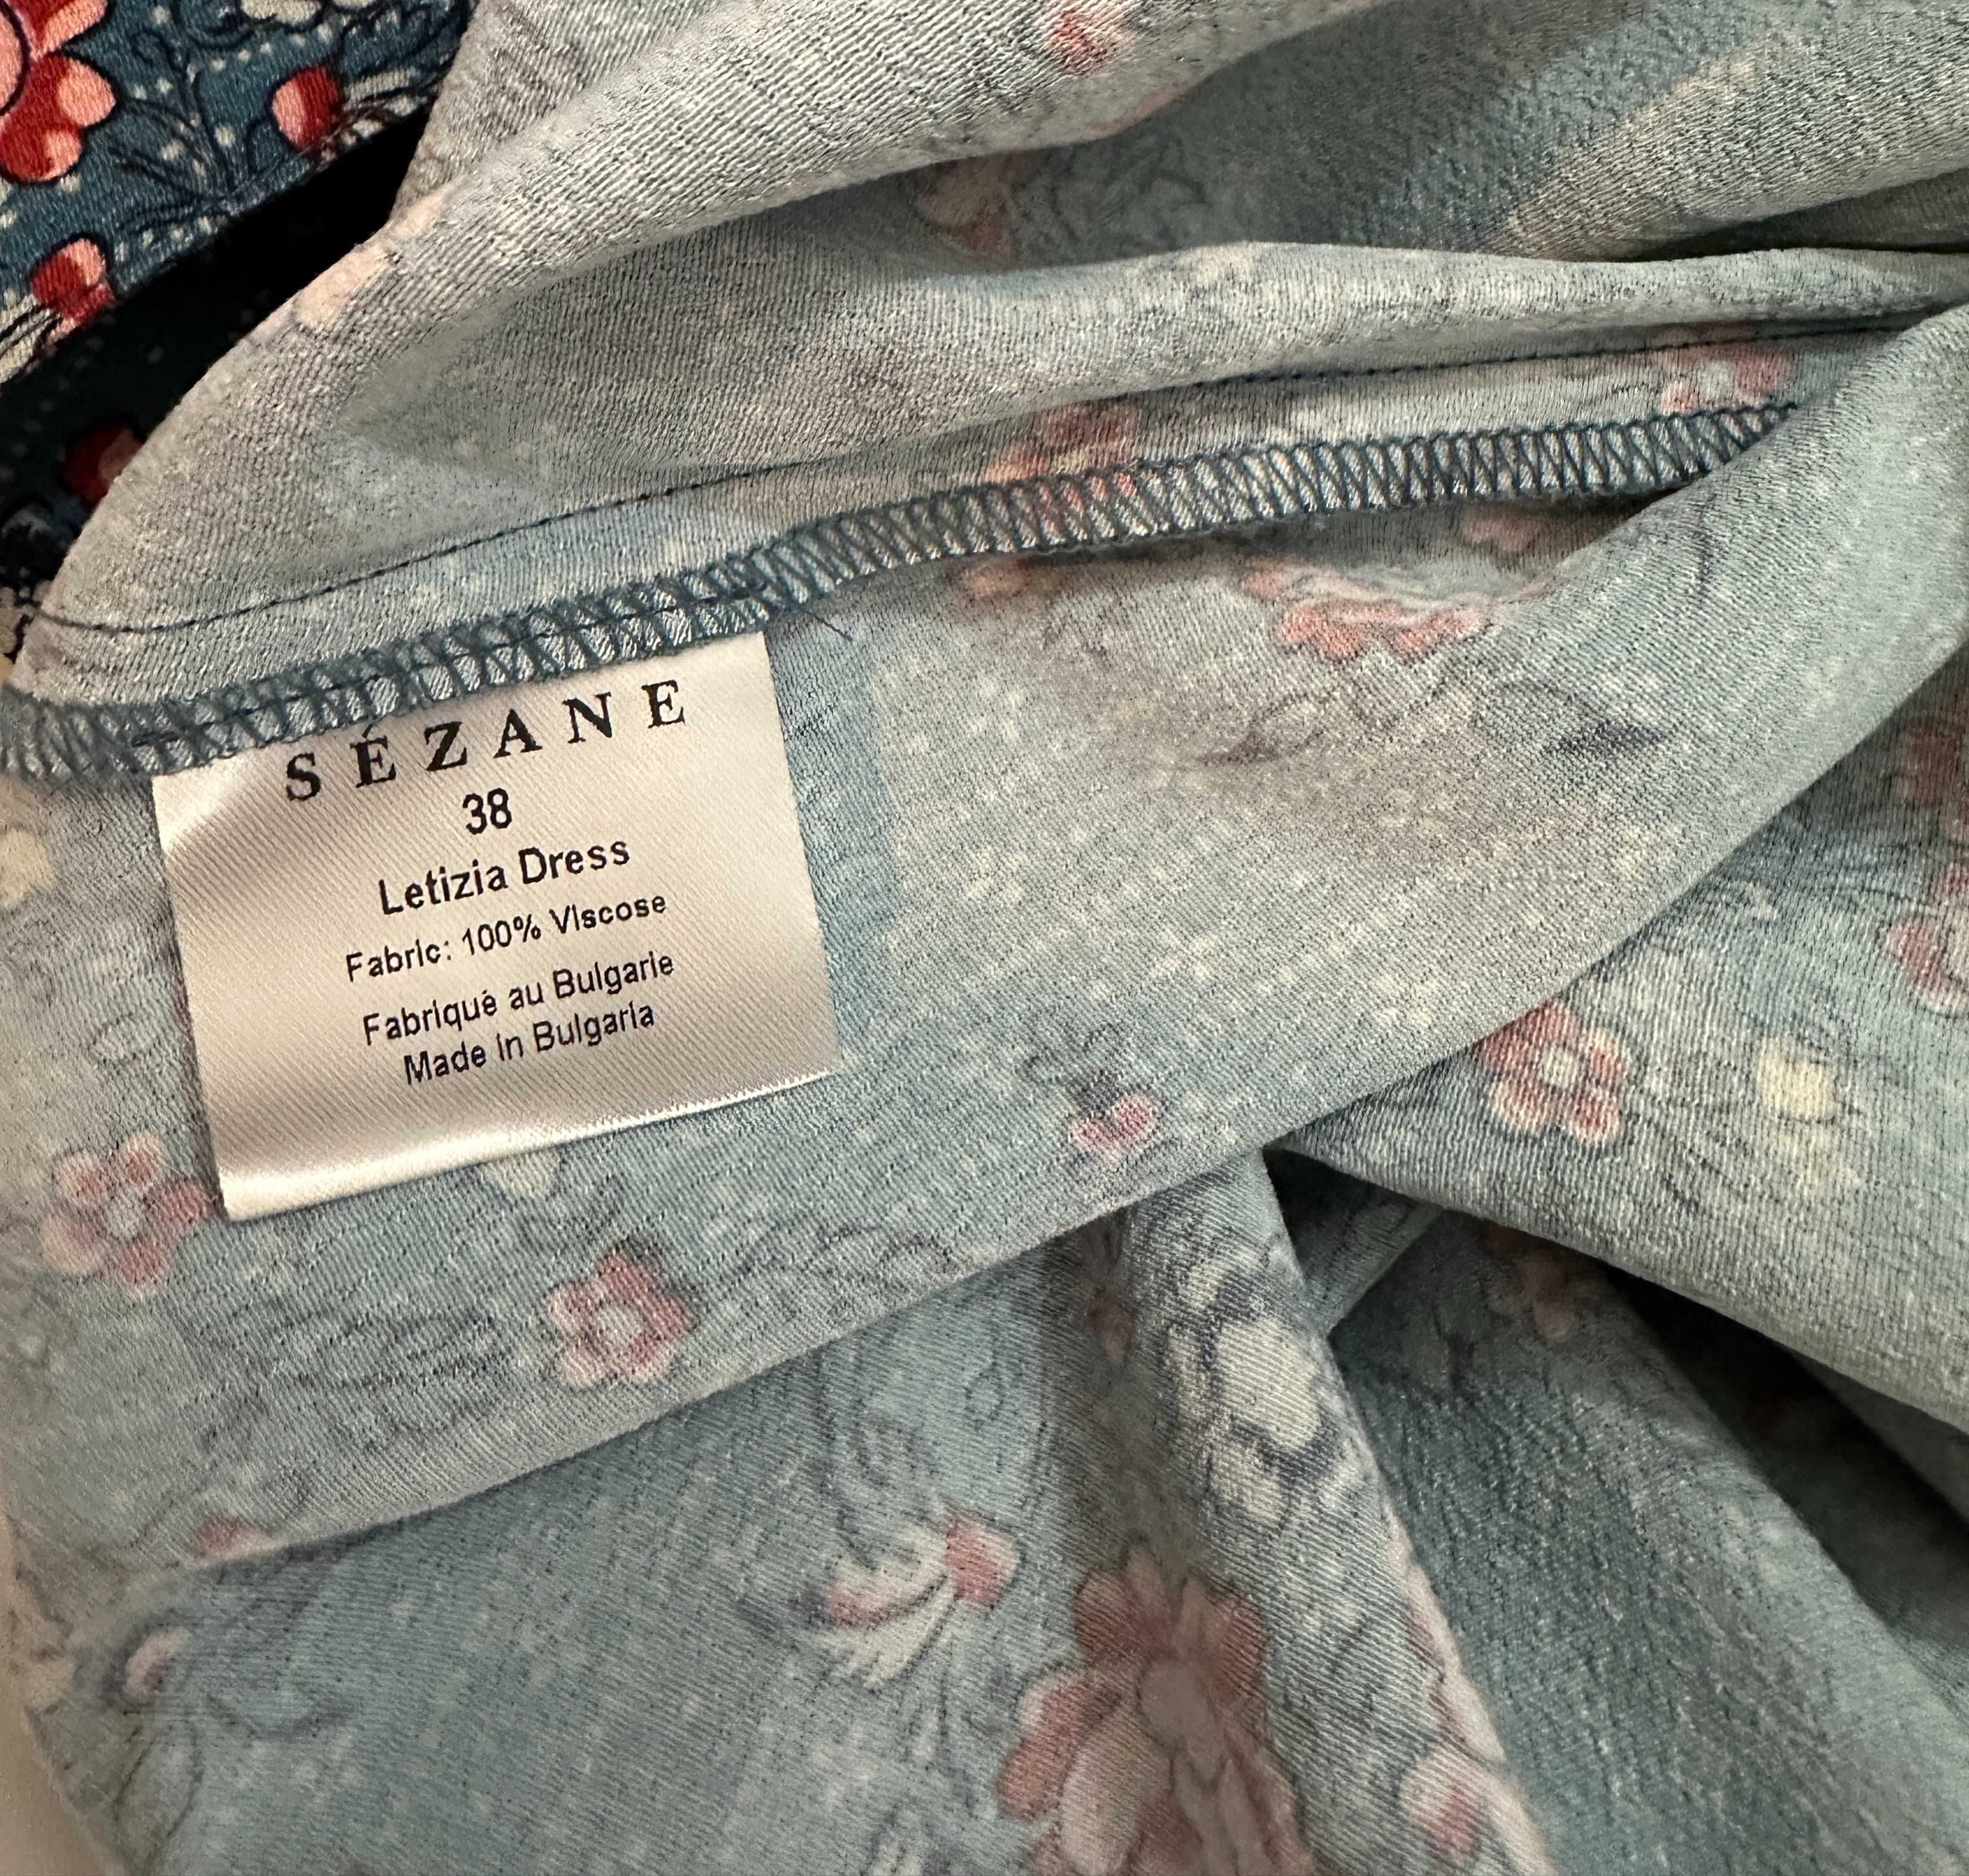 SÉZANE
38
Letizia Dress
Fabric: 100% Viscose
Fabriqué au Bulgarie
Made in Bulgaria